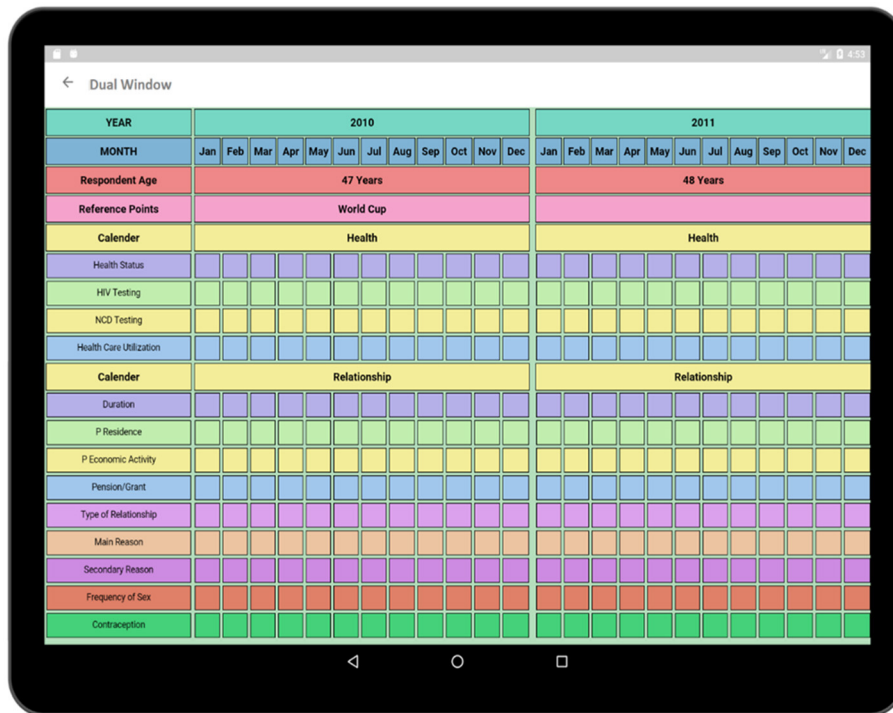 4:53
Dual Window
YEAR 2010 2011
MONTH Jan Feb Mar Apr May Jun Jul Aug Sep Oct Nov Dec Jan Feb Mar Apr May Jun Jul Aug Sep Oct Nov Dec
Respondent Age 47 Years 48 Years
Reference Points World Cup
Calender Health Health
Health Status
HIV Testing
NCD Testing
Health Care Utilization
Calender Relationship Relationship
Duration
P Residence
P Economic Activity
Pension/Grant
Type of Relationship
Main Reason
Secondary Reason
Frequency of Sex
Contraception